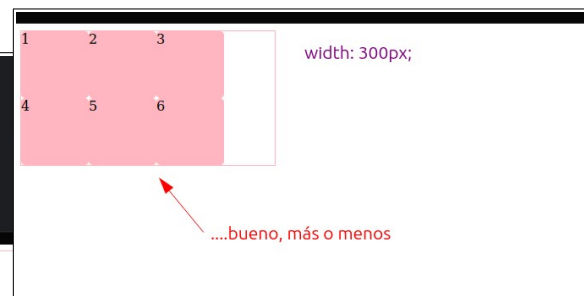 1 2 3
width: 300px;
4 5 6
....bueno, más o menos